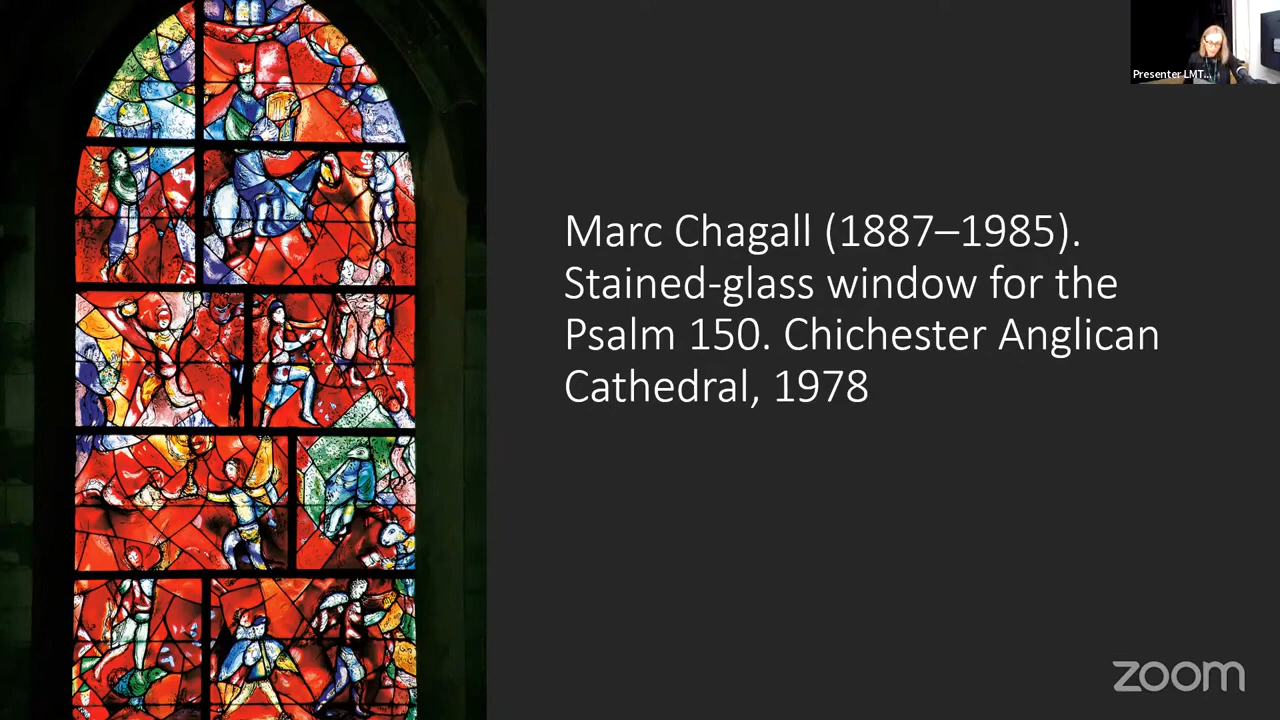 Presenter LMT...
Marc Chagall (1887–1985).
Stained-glass window for the
Psalm 150. Chichester Anglican
Cathedral, 1978
zoom